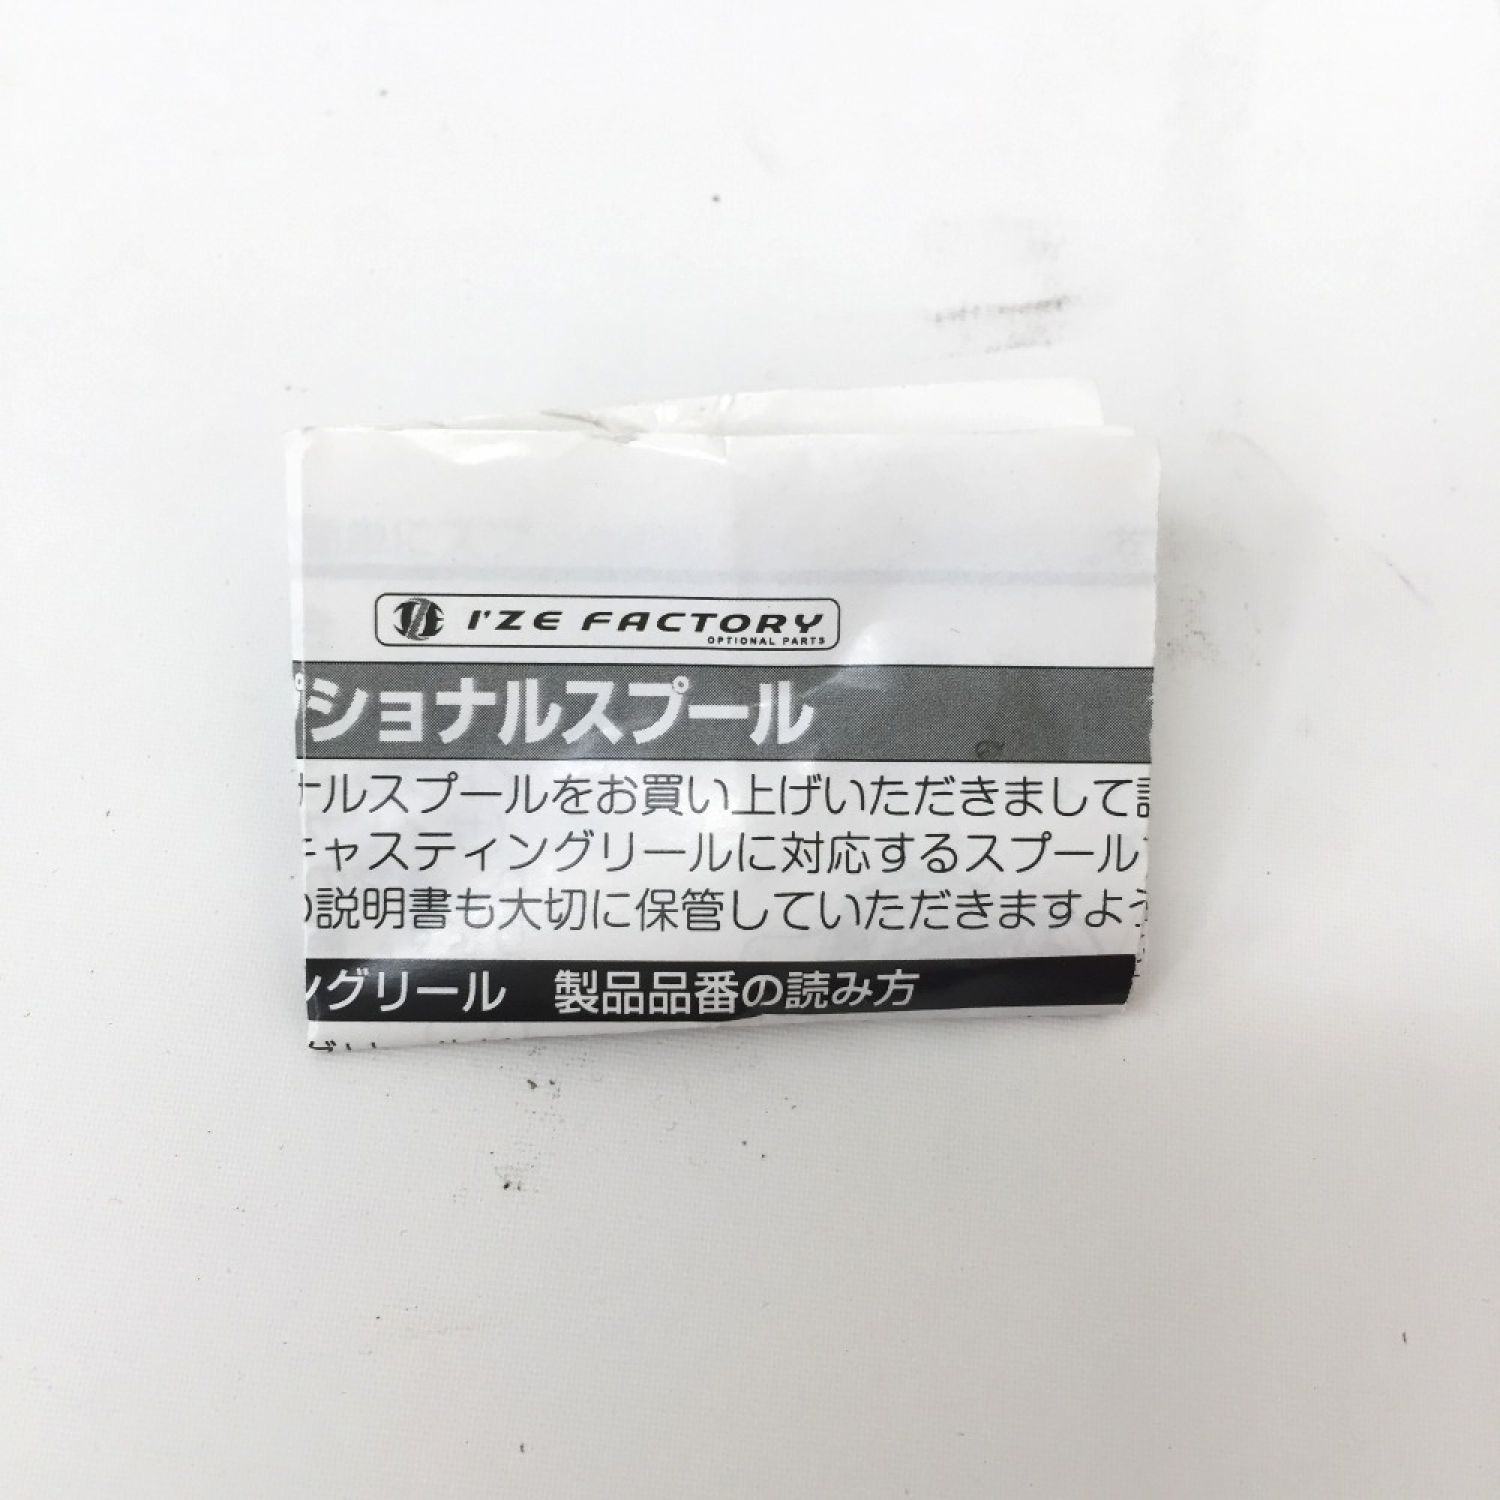 I'ZE FACTORY
OPTIONAL PARTS
ショナルスプール
ルスプールをお買い上げいただきまして
ャスティングリールに対応するスプール
説明書も大切に保管していただきますよ
グリール 製品品番の読み方